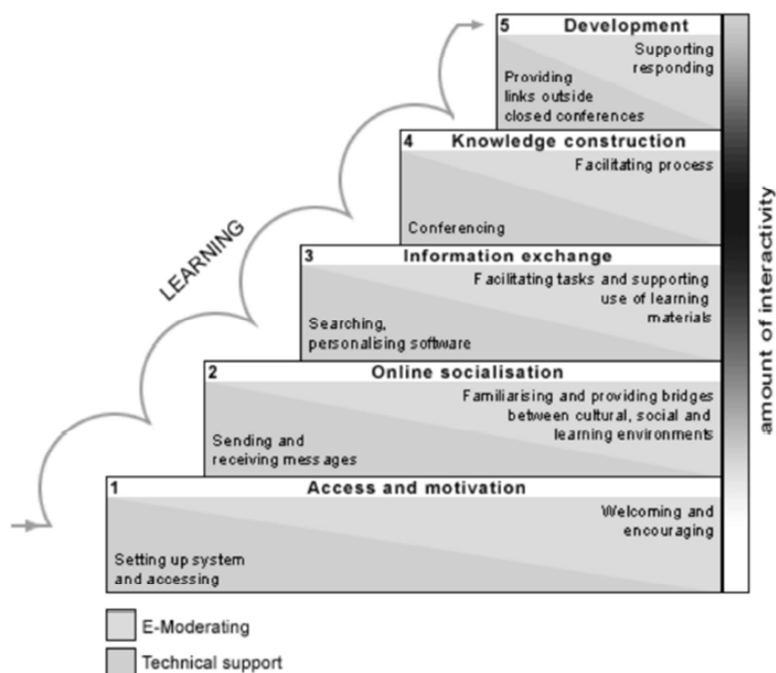 5 Development
Supporting
responding
Providing
links outside
closed conferences
4 Knowledge construction
Facilitating process
Conferencing
LEARNING
3 Information exchange
Facilitating tasks and supporting
use of learning
materials
Searching,
personalising software
2 Online socialisation
Familiarising and providing bridges
between cultural, social and
learning environments
Sending and
receiving messages
1 Access and motivation
Welcoming and
encouraging
Setting up system
and accessing
amount of interactivity
E-Moderating
Technical support